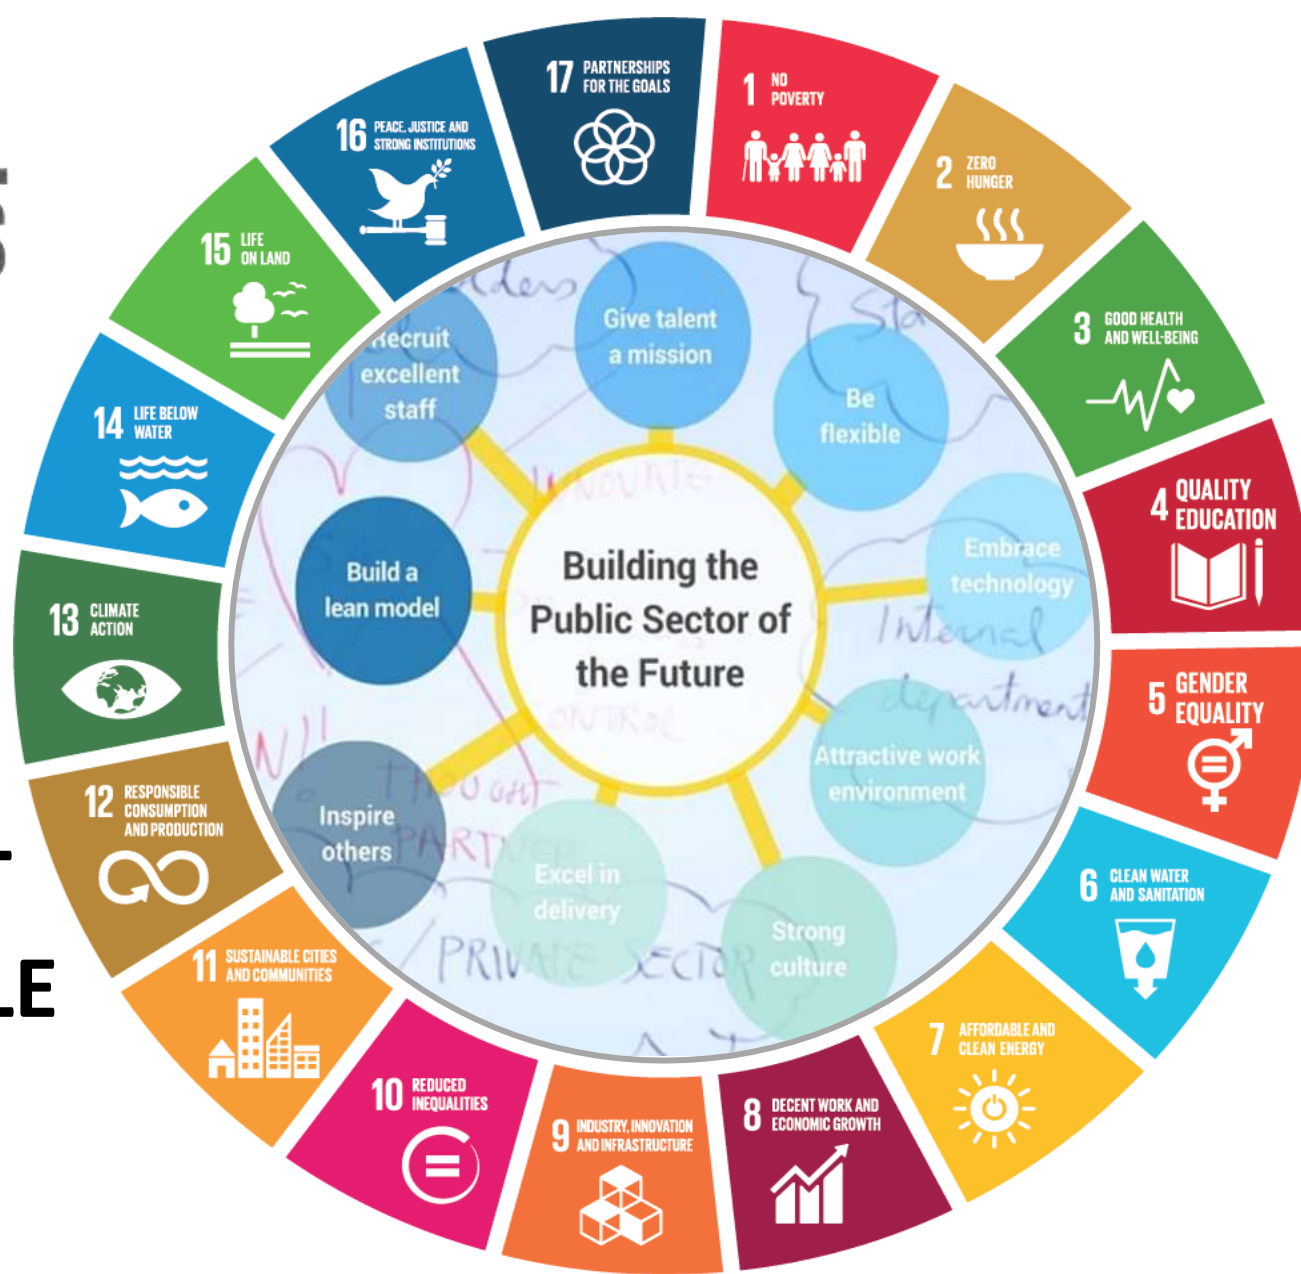 17 PARTNERSHIPS
FOR THE GOALS
1 NO
POVERTY
2 ZERO
HUNGER
3 GOOD HEALTH
AND WELL-BEING
4 QUALITY
EDUCATION
5 GENDER
EQUALITY
6 CLEAN WATER
AND SANITATION
7 AFFORDABLE AND
CLEAN ENERGY
8 DECENT WORK AND
ECONOMIC GROWTH
9 INDUSTRY, INNOVATION
AND INFRASTRUCTURE
10 REDUCED
INEQUALITIES
11 SUSTAINABLE CITIES
AND COMMUNITIES
12 RESPONSIBLE
CONSUMPTION
AND PRODUCTION
13 CLIMATE
ACTION
14 LIFE BELOW
WATER
15 LIFE
ON LAND
16 PEACE, JUSTICE AND
STRONG INSTITUTIONS
Building the
Public Sector of
the Future
Give talent
a mission
Be
flexible
Embrace
technology
Attractive work
environment
Strong
culture
Excel in
delivery
Inspire
others
Build a
lean model
Recruit
excellent
staff
INNOVATE
Internal
department
THOUGHT
PARTNER
PRIVATE SECTOR
LE